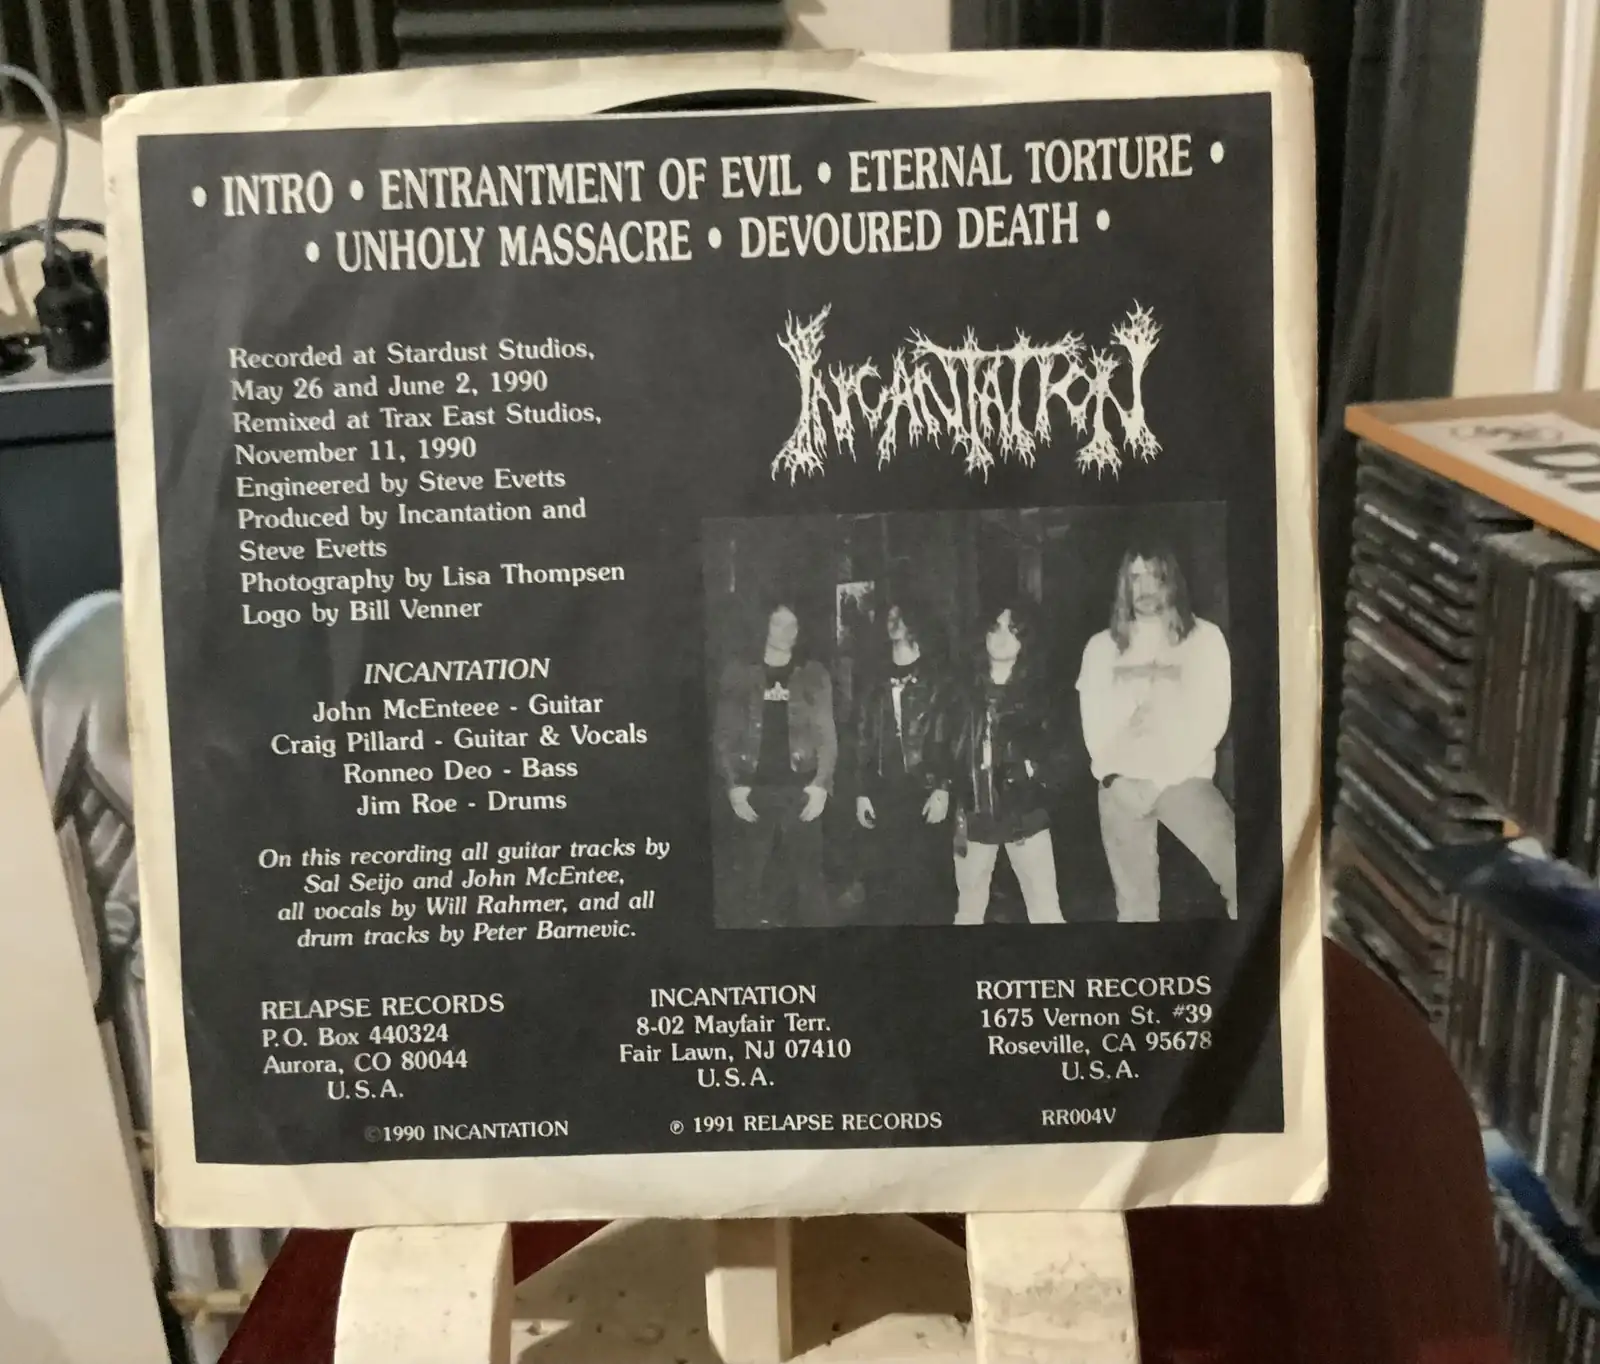 • INTRO • ENTRANTMENT OF EVIL • ETERNAL TORTURE •
• UNHOLY MASSACRE • DEVOURED DEATH •
INCANTATION
Recorded at Stardust Studios,
May 26 and June 2, 1990
Remixed at Trax East Studios,
November 11, 1990
Engineered by Steve Evetts
Produced by Incantation and
Steve Evetts
Photography by Lisa Thompsen
Logo by Bill Venner
INCANTATION
John McEnteee - Guitar
Craig Pillard - Guitar & Vocals
Ronneo Deo - Bass
Jim Roe - Drums
On this recording all guitar tracks by
Sal Seijo and John McEntee,
all vocals by Will Rahmer, and all
drum tracks by Peter Barnevic.
RELAPSE RECORDS
P.O. Box 440324
Aurora, CO 80044
U.S.A.
INCANTATION
8-02 Mayfair Terr.
Fair Lawn, NJ 07410
U.S.A.
ROTTEN RECORDS
1675 Vernon St. #39
Roseville, CA 95678
U.S.A.
©1990 INCANTATION
℗ 1991 RELAPSE RECORDS
RR004V